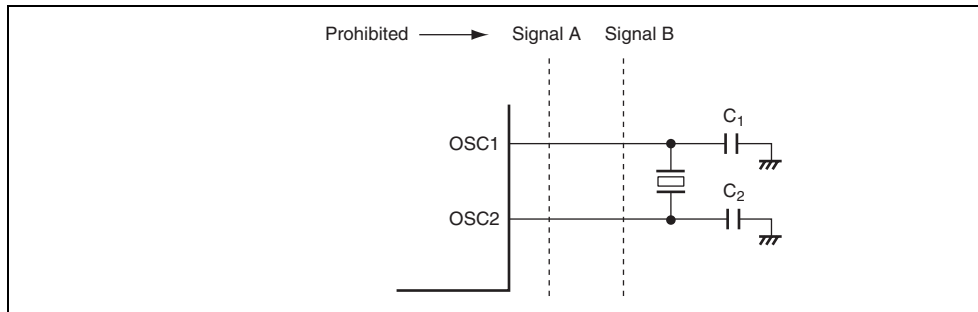 Prohibited Signal A Signal B
OSC1
C1
OSC2
C2